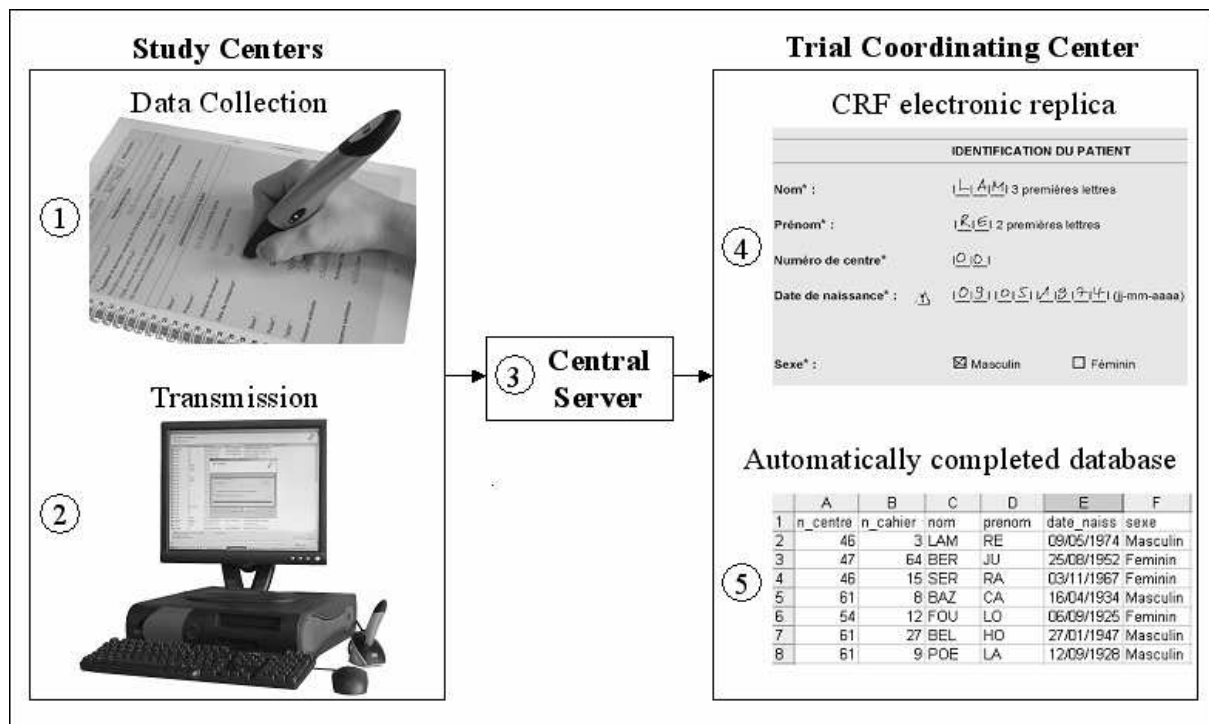 Study Centers
Data Collection
1
Transmission
2
3 Central
Server
Trial Coordinating Center
CRF electronic replica
IDENTIFICATION DU PATIENT
Nom* : LAM 3 premières lettres
Prénom* : RE 2 premières lettres
Numéro de centre* 00
4
Date de naissance* : 09 05 1974 (jj-mm-aaaa)
Sexe* : ☒ Masculin ☐ Féminin
Automatically completed database
A B C D E F
1 n_centre n_cahier nom prenom date_naiss sexe
2 46 3 LAM RE 09/05/1974 Masculin
3 47 64 BER JU 25/08/1952 Feminin
4 46 15 SER RA 03/11/1967 Feminin
5
5 61 8 BAZ CA 16/04/1934 Masculin
6 54 12 FOU LO 06/09/1925 Feminin
7 61 27 BEL HO 27/01/1947 Masculin
8 61 9 POE LA 12/09/1928 Masculin